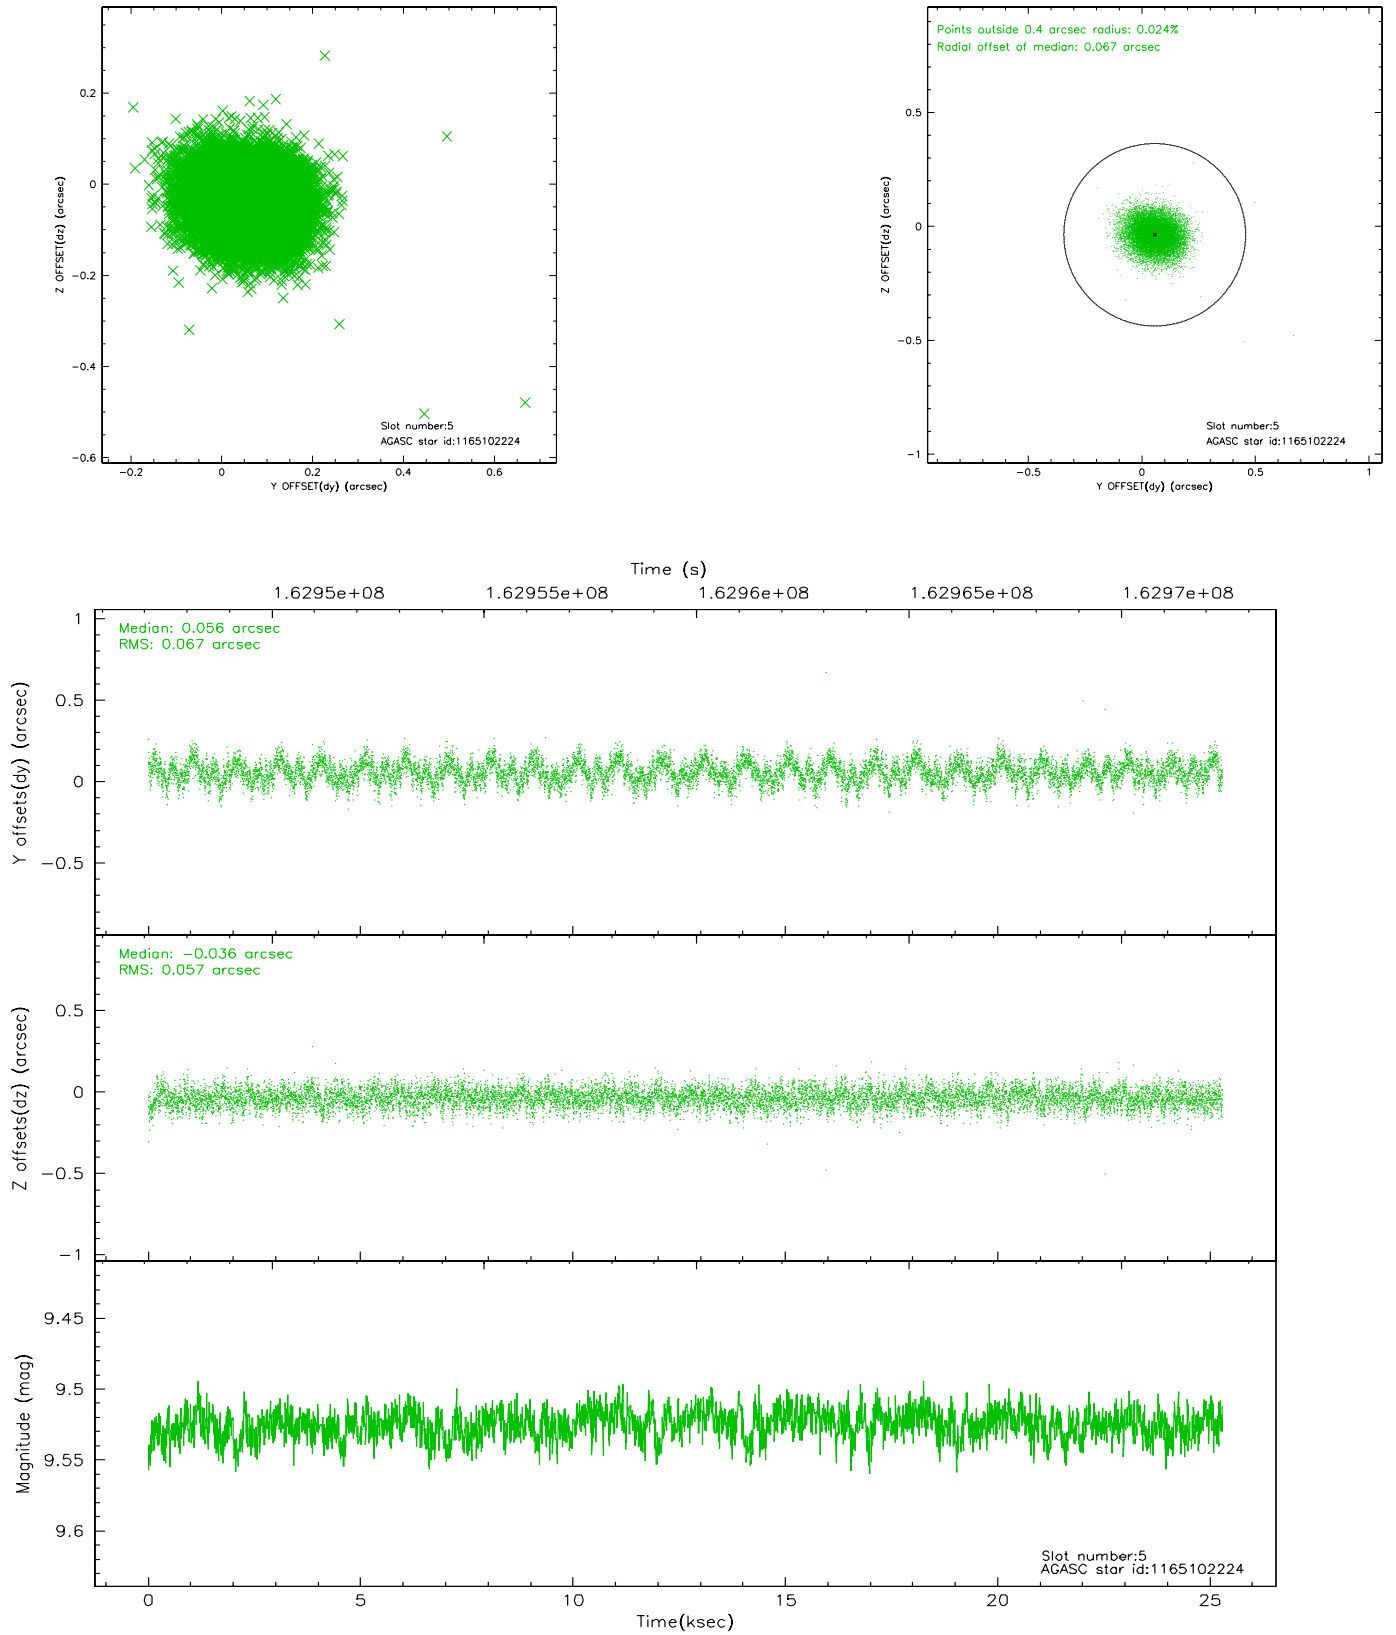 0.2
0
−0.2
−0.4
−0.6
Z OFFSET(dz) (arcsec)
Slot number:5
AGASC star id:1165102224
−0.2 0 0.2 0.4 0.6
Y OFFSET(dy) (arcsec)
Points outside 0.4 arcsec radius: 0.024%
Radial offset of median: 0.067 arcsec
0.5
0
−0.5
−1
Z OFFSET(dz) (arcsec)
Slot number:5
AGASC star id:1165102224
−0.5 0 0.5 1
Y OFFSET(dy) (arcsec)
Time (s)
1.6295e+08 1.62955e+08 1.6296e+08 1.62965e+08 1.6297e+08
Median: 0.056 arcsec
RMS: 0.067 arcsec
1
0.5
0
−0.5
Y offsets(dy) (arcsec)
Median: −0.036 arcsec
RMS: 0.057 arcsec
0.5
0
−0.5
−1
Z offsets(dz) (arcsec)
9.45
9.5
9.55
9.6
Magnitude (mag)
Slot number:5
AGASC star id:1165102224
0 5 10 15 20 25
Time(ksec)